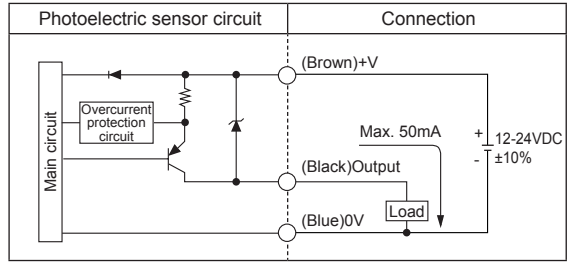 Photoelectric sensor circuit
Connection
(Brown)+V
Overcurrent
protection
circuit
Main circuit
Max. 50mA
+
12-24VDC
-
±10%
(Black)Output
Load
(Blue)0V